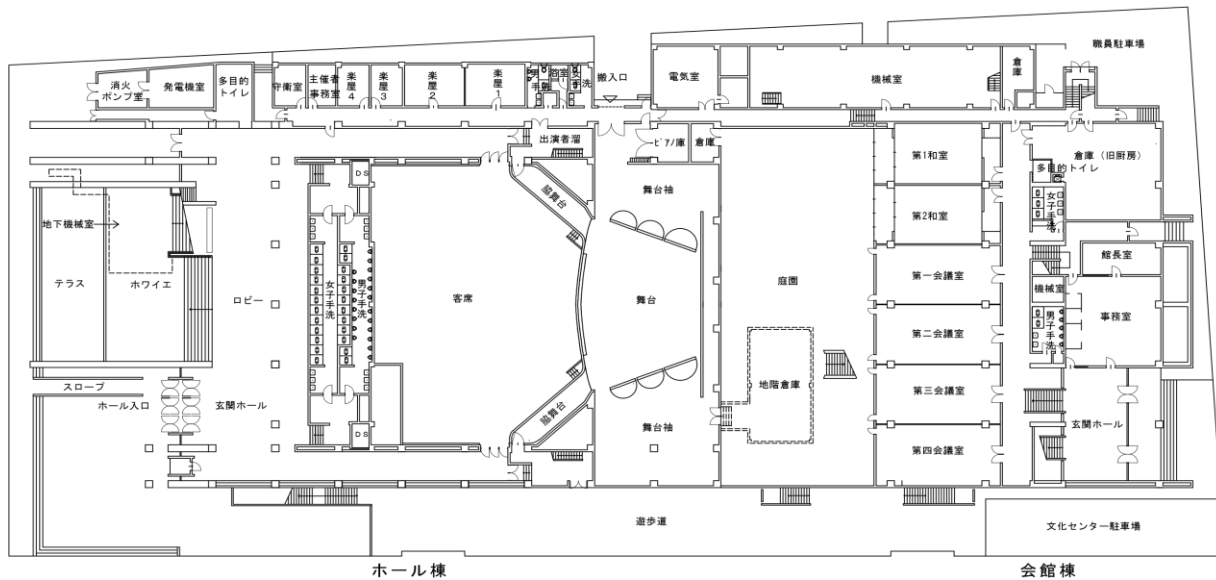 職員駐車場
消火
ポンプ室
発電機室
多目的
トイレ
守衛室
主催者
事務室
楽屋4
楽屋3
楽屋2
楽屋1
男手洗
浴室
女手洗
搬入口
電気室
機械室
倉庫
出演者溜
ピアノ庫
倉庫
第1和室
倉庫(旧厨房)
多目的トイレ
DS
脇舞台
舞台袖
第2和室
女子手洗
地下機械室
テラス
ホワイエ
ロビー
女子手洗
男子手洗
客席
舞台
庭園
第一会議室
館長室
機械室
事務室
第二会議室
男子手洗
スロープ
ホール入口
玄関ホール
地階倉庫
第三会議室
脇舞台
舞台袖
DS
第四会議室
玄関ホール
遊歩道
文化センター駐車場
ホール棟
会館棟